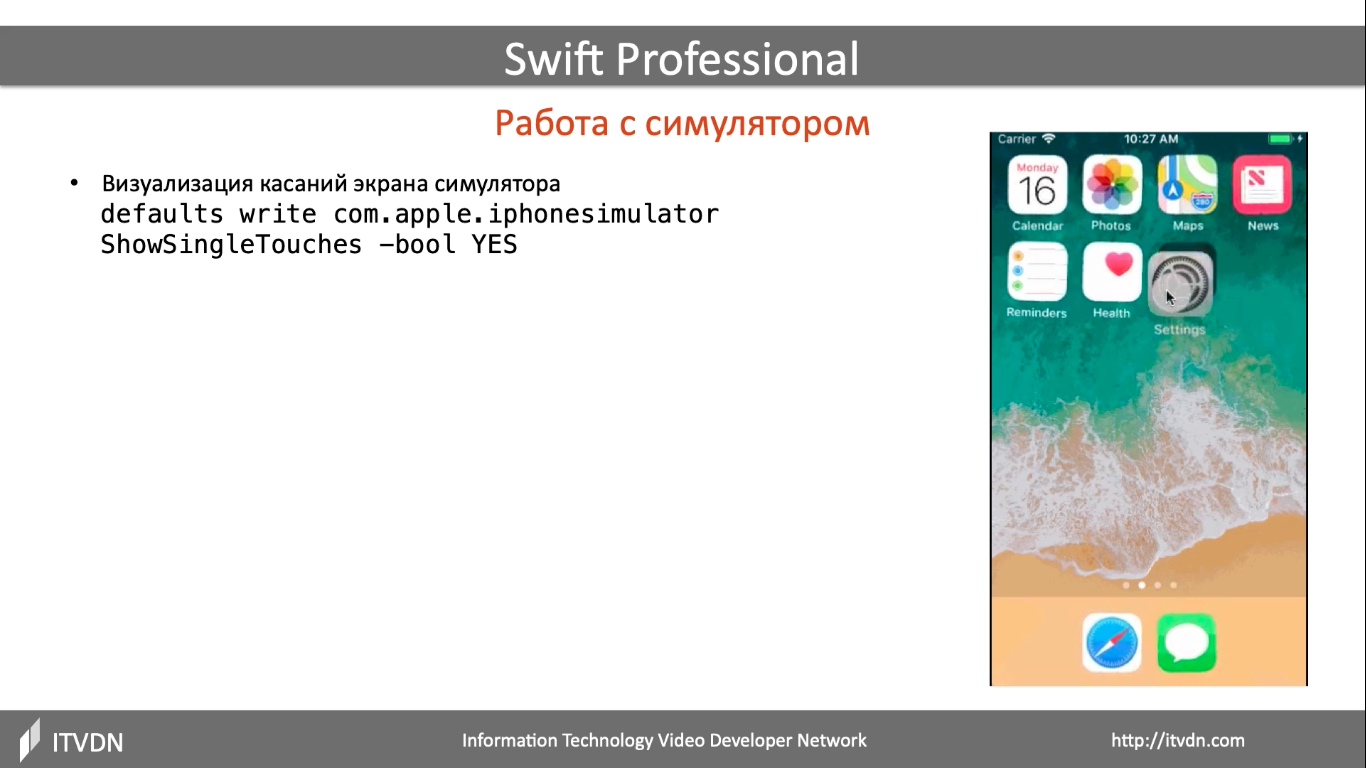 Swift Professional
Работа с симулятором
• Визуализация касаний экрана симулятора
defaults write com.apple.iphonesimulator
ShowSingleTouches –bool YES
Carrier 10:27 AM
Monday
16
280
Calendar Photos Maps News
Reminders Health Settings
ITVDN Information Technology Video Developer Network http://itvdn.com